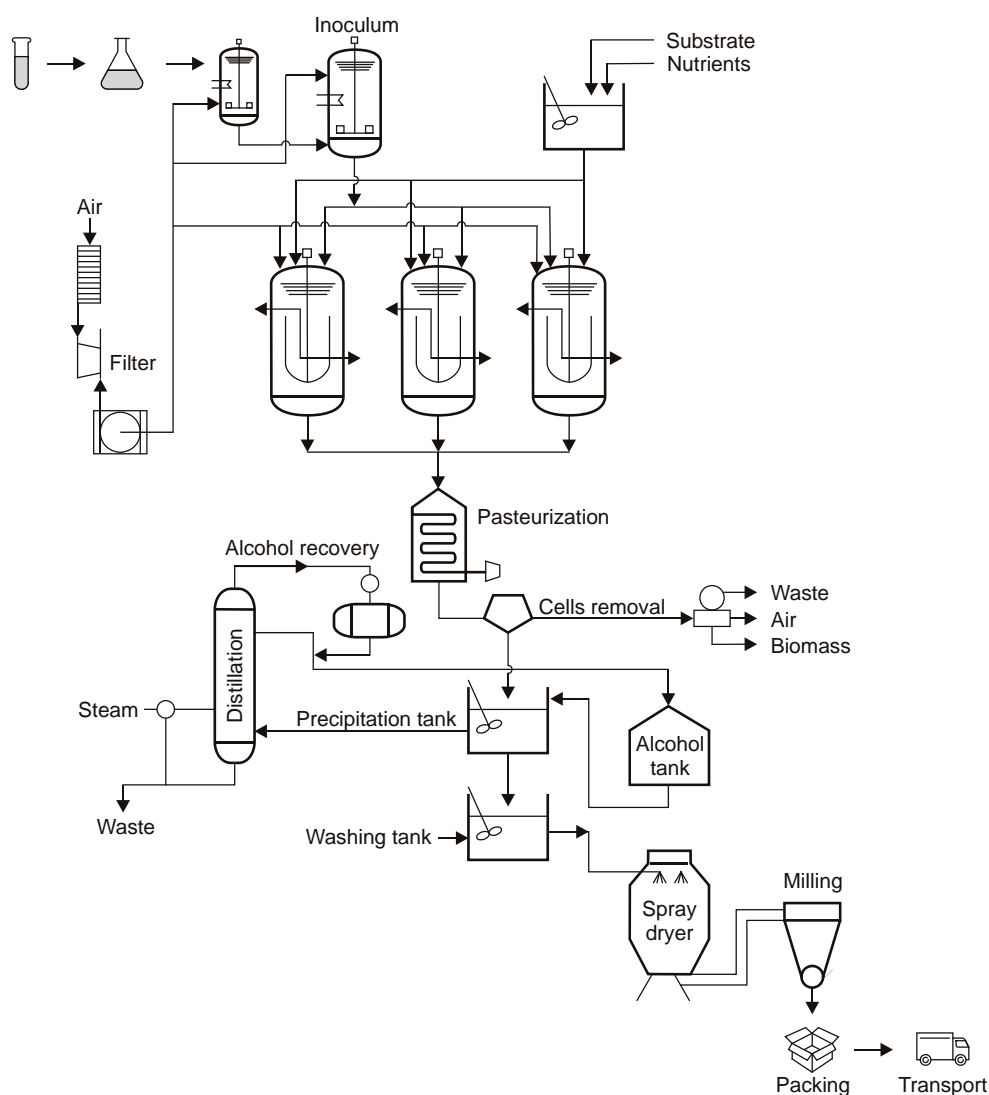 Inoculum
Substrate
Nutrients
Air
Filter
Pasteurization
Alcohol recovery
Cells removal
Waste
Air
Biomass
Distillation
Steam
Precipitation tank
Alcohol
tank
Waste
Washing tank
Milling
Spray
dryer
Packing
Transport